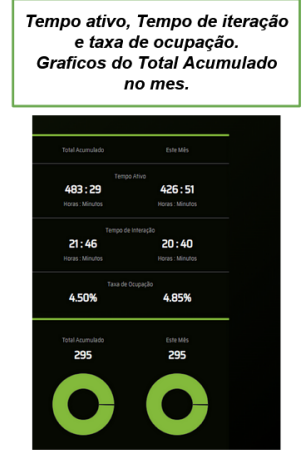 Tempo ativo, Tempo de iteração
e taxa de ocupação.
Graficos do Total Acumulado
no mes.
Total Acumulado Este Mês
Tempo Ativo
483 : 29 426 : 51
Horas : Minutos Horas : Minutos
Tempo de Interação
21 : 46 20 : 40
Horas : Minutos Horas : Minutos
Taxa de Ocupação
4.50% 4.85%
Total Acumulado Este Mês
295 295